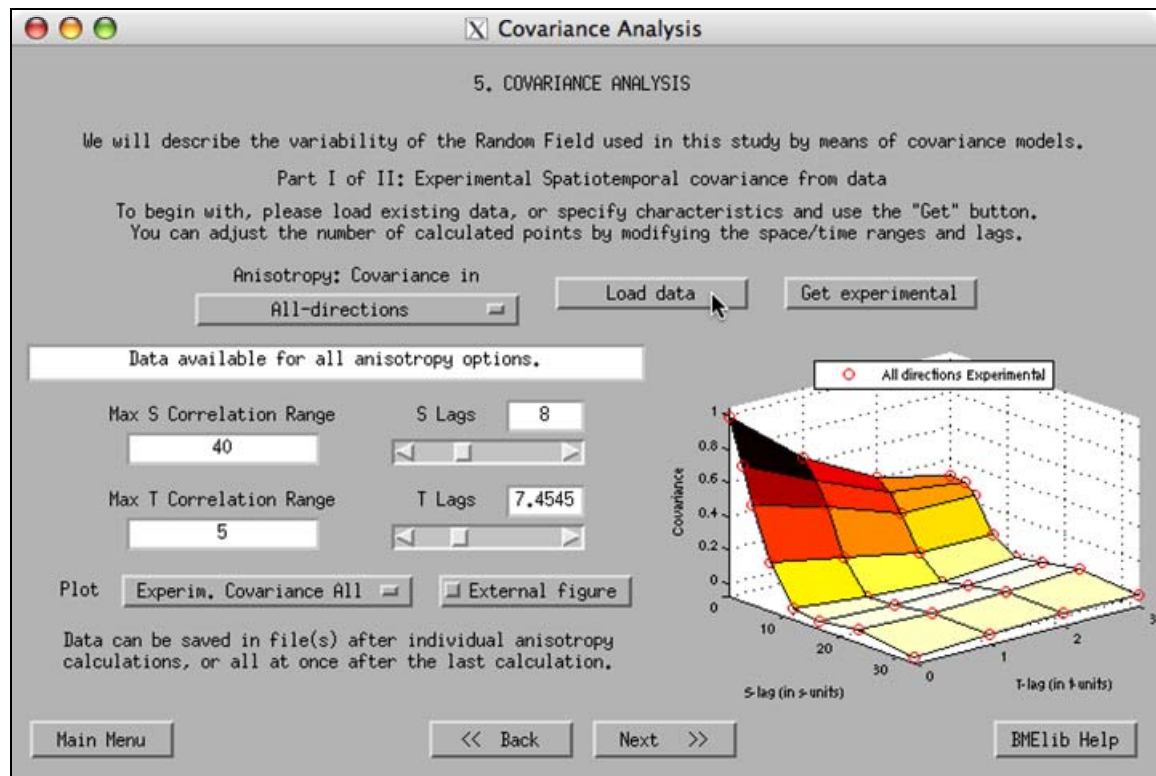 X Covariance Analysis
5. COVARIANCE ANALYSIS
We will describe the variability of the Random Field used in this study by means of covariance models.
Part I of II: Experimental Spatiotemporal covariance from data
To begin with, please load existing data, or specify characteristics and use the "Get" button.
You can adjust the number of calculated points by modifying the space/time ranges and lags.
Anisotropy: Covariance in
All-directions
Load data
Get experimental
Data available for all anisotropy options.
Max S Correlation Range
40
S Lags
8
Max T Correlation Range
5
T Lags
7.4545
Plot
Experim. Covariance All
External figure
Data can be saved in file(s) after individual anisotropy
calculations, or all at once after the last calculation.
All directions Experimental
Covariance
1
0.8
0.6
0.4
0.2
0
0
10
20
30
S-lag (in s-units)
0
1
2
3
T-lag (in t-units)
Main Menu
<< Back
Next >>
BMElib Help